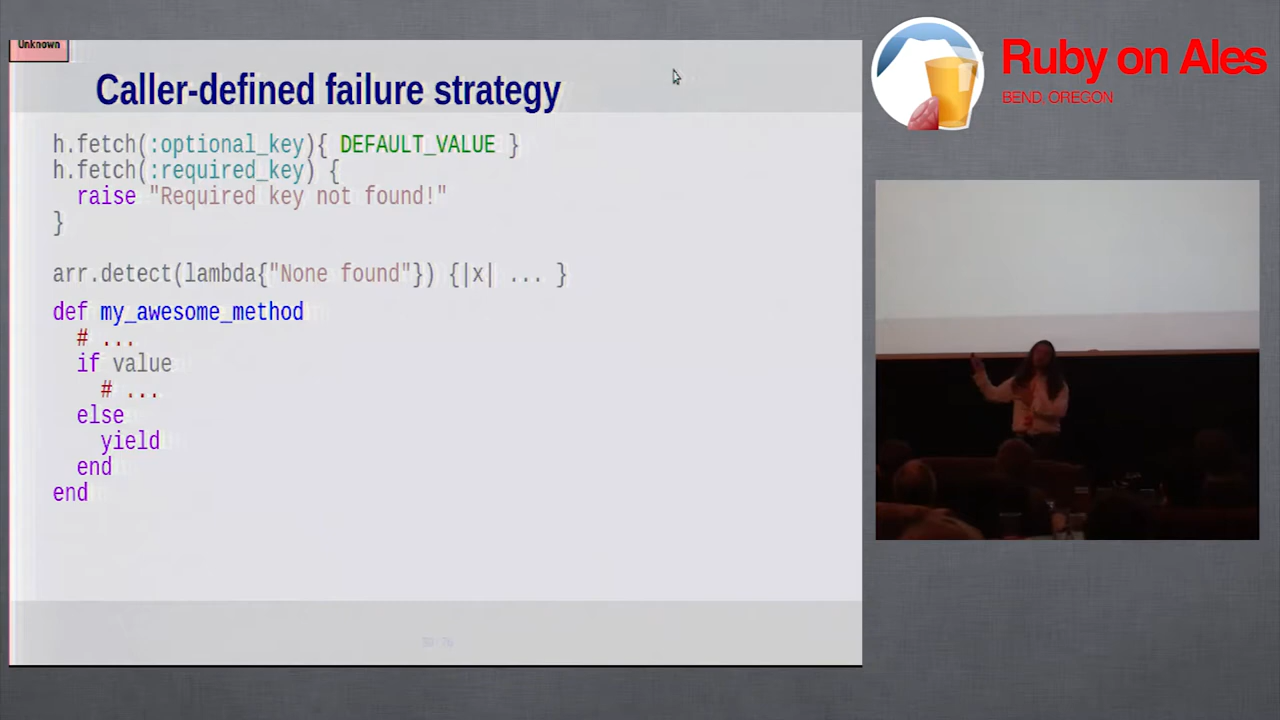 Unknown
Caller-defined failure strategy
h.fetch(:optional_key){ DEFAULT_VALUE }
h.fetch(:required_key) {
raise "Required key not found!"
}
arr.detect(lambda{"None found"}) {|x| ... }
def my_awesome_method
# ...
if value
# ...
else
yield
end
end
Ruby on Ales
BEND, OREGON